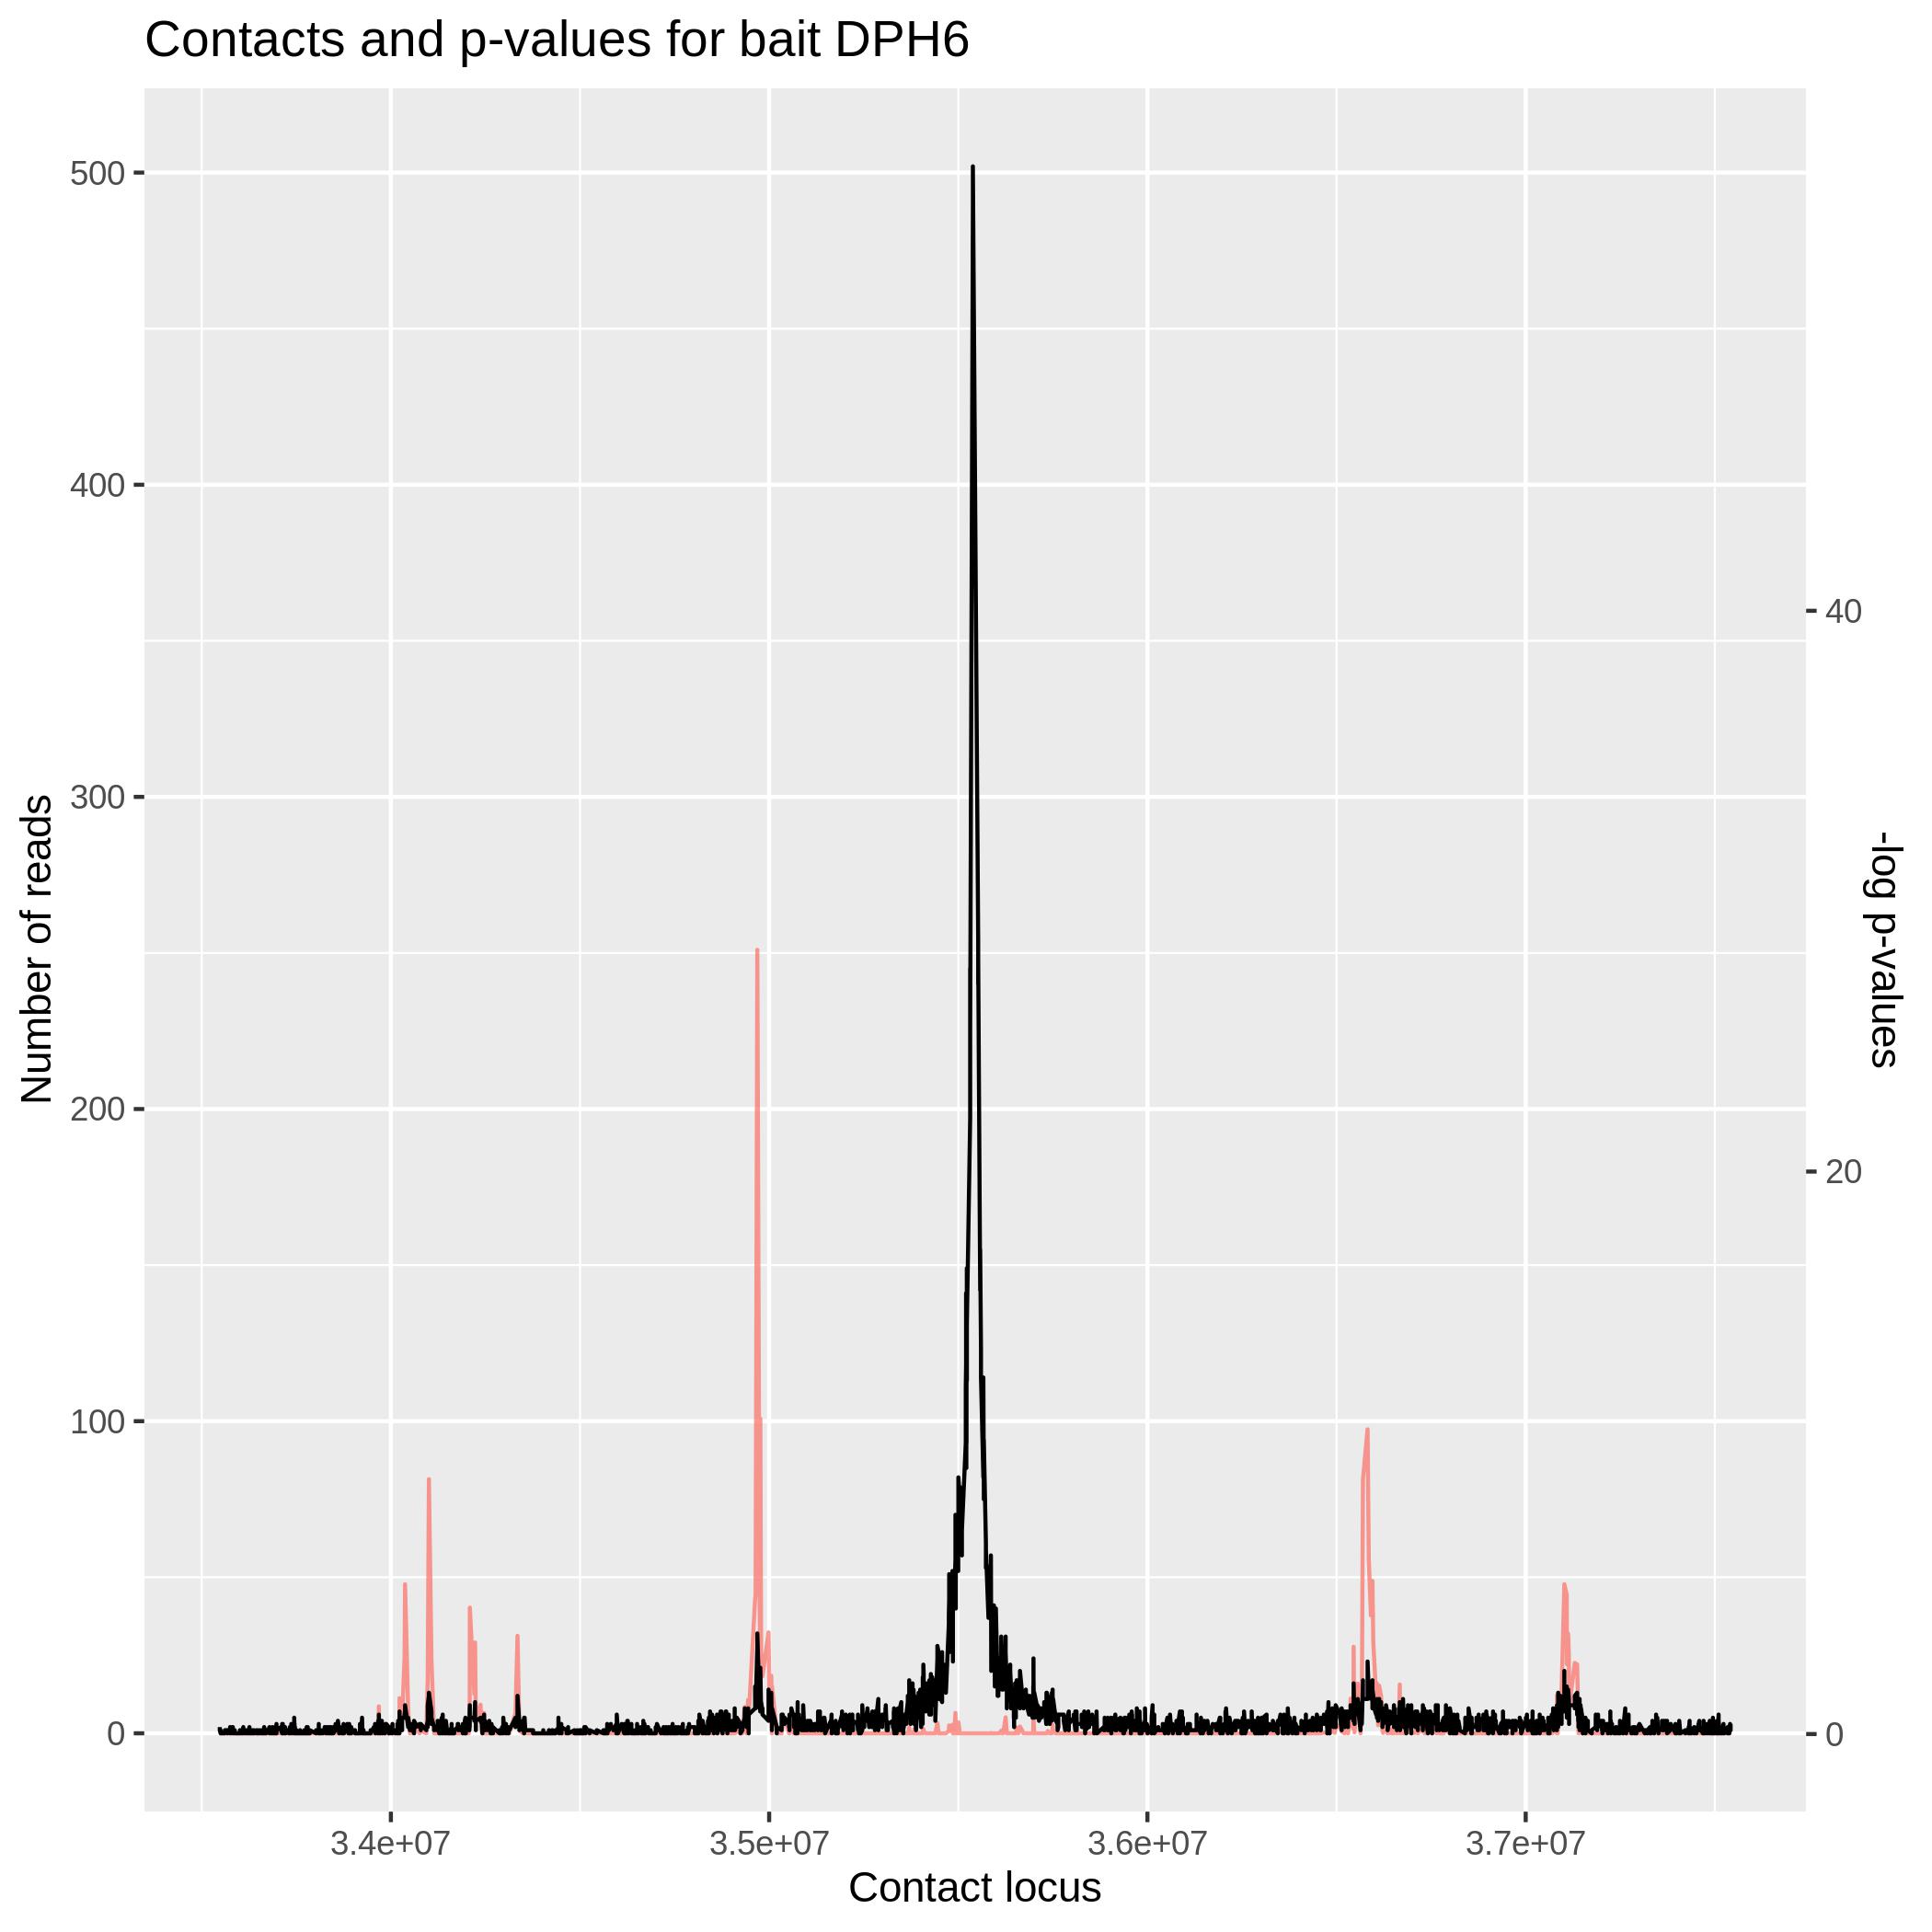 Contacts and p-values for bait DPH6
500
400
300
200
100
0
Number of reads
40
20
0
-log p-values
3.4e+07 3.5e+07 3.6e+07 3.7e+07
Contact locus